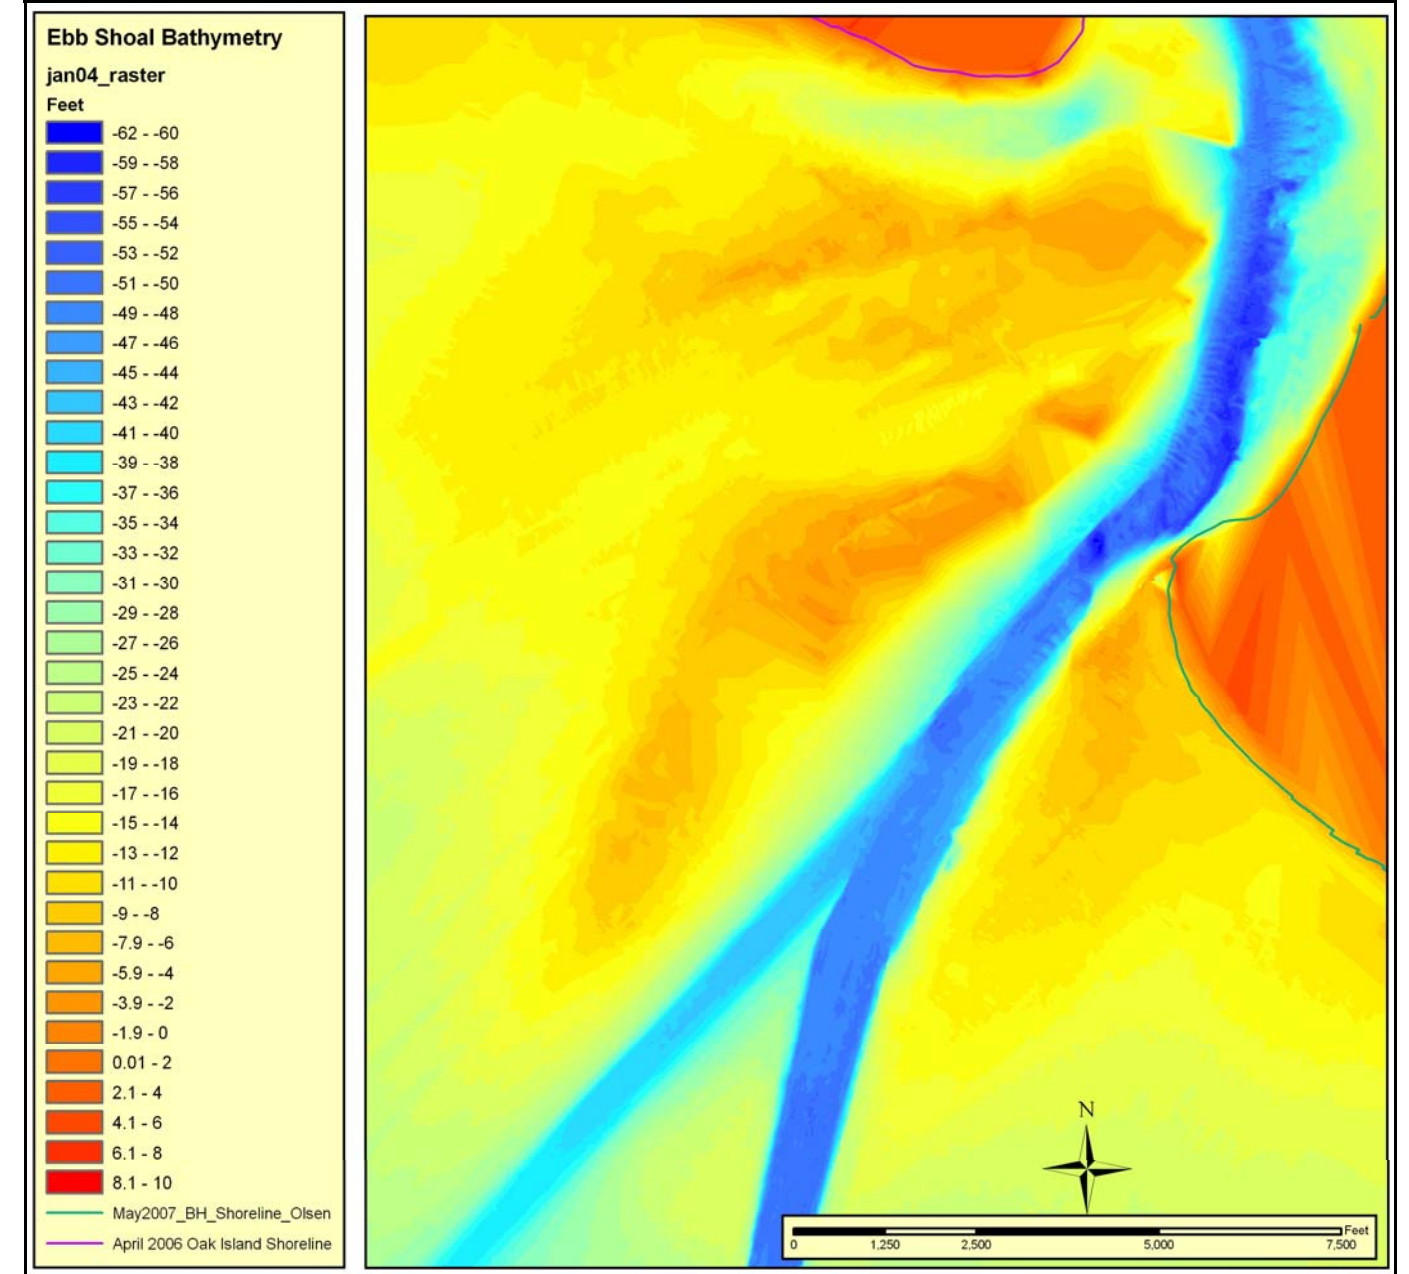 Ebb Shoal Bathymetry
jan04_raster
Feet
-62 - -60
-59 - -58
-57 - -56
-55 - -54
-53 - -52
-51 - -50
-49 - -48
-47 - -46
-45 - -44
-43 - -42
-41 - -40
-39 - -38
-37 - -36
-35 - -34
-33 - -32
-31 - -30
-29 - -28
-27 - -26
-25 - -24
-23 - -22
-21 - -20
-19 - -18
-17 - -16
-15 - -14
-13 - -12
-11 - -10
-9 - -8
-7.9 - -6
-5.9 - -4
-3.9 - -2
-1.9 - 0
0.01 - 2
2.1 - 4
4.1 - 6
6.1 - 8
8.1 - 10
May2007_BH_Shoreline_Olsen
April 2006 Oak Island Shoreline
N
Feet
0 1,250 2,500 5,000 7,500